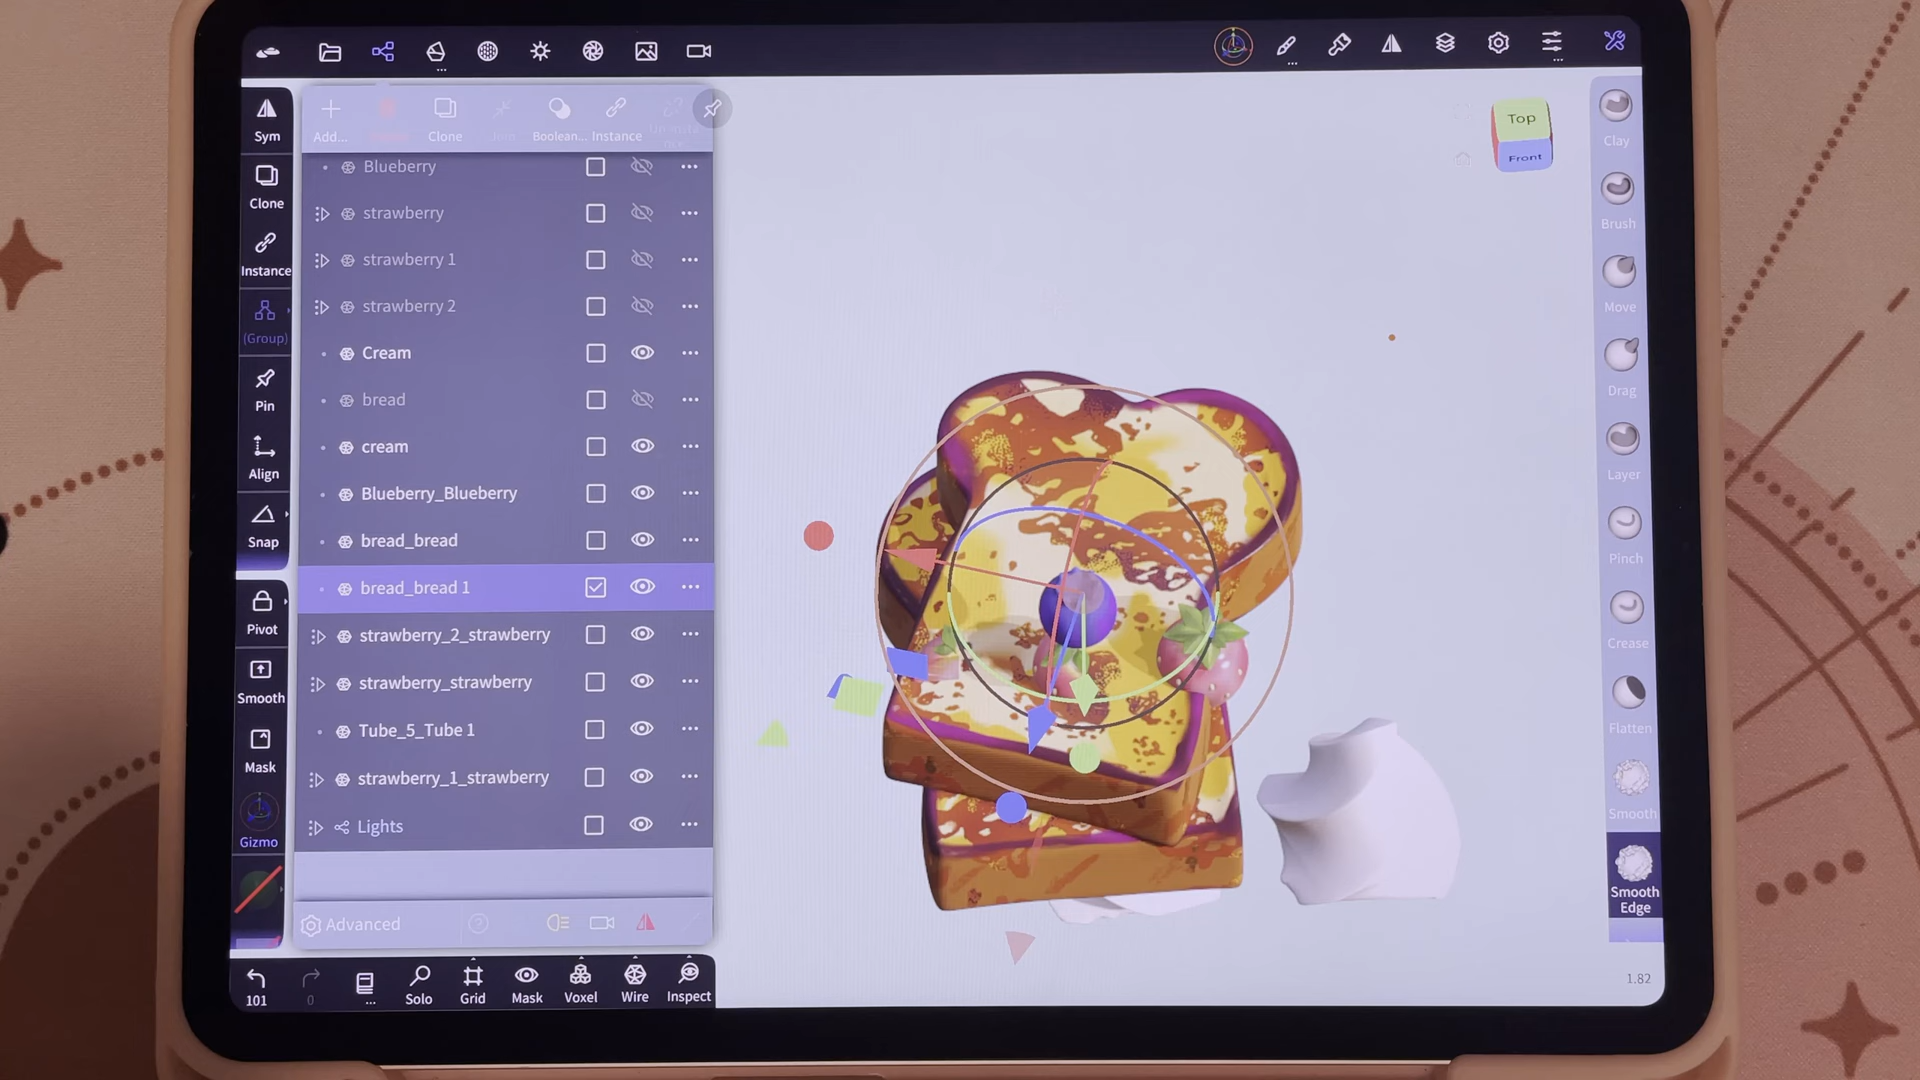 Sym
Clone
Instance
(Group)
Pin
Align
Snap
Pivot
Smooth
Mask
Gizmo
Add...
Clone
Boolean...
Instance
Blueberry
strawberry
strawberry 1
strawberry 2
Cream
bread
cream
Blueberry_Blueberry
bread_bread
bread_bread 1
strawberry_2_strawberry
strawberry_strawberry
Tube_5_Tube 1
strawberry_1_strawberry
Lights
Advanced
101
0
Solo
Grid
Mask
Voxel
Wire
Inspect
Top
Front
Clay
Brush
Move
Drag
Layer
Pinch
Crease
Flatten
Smooth
Smooth
Edge
1.82